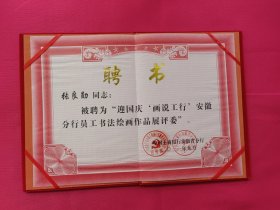 聘书
张良勋同志：
被聘为“迎国庆‘画说工行’安徽
分行员工书法绘画作品展评委”。